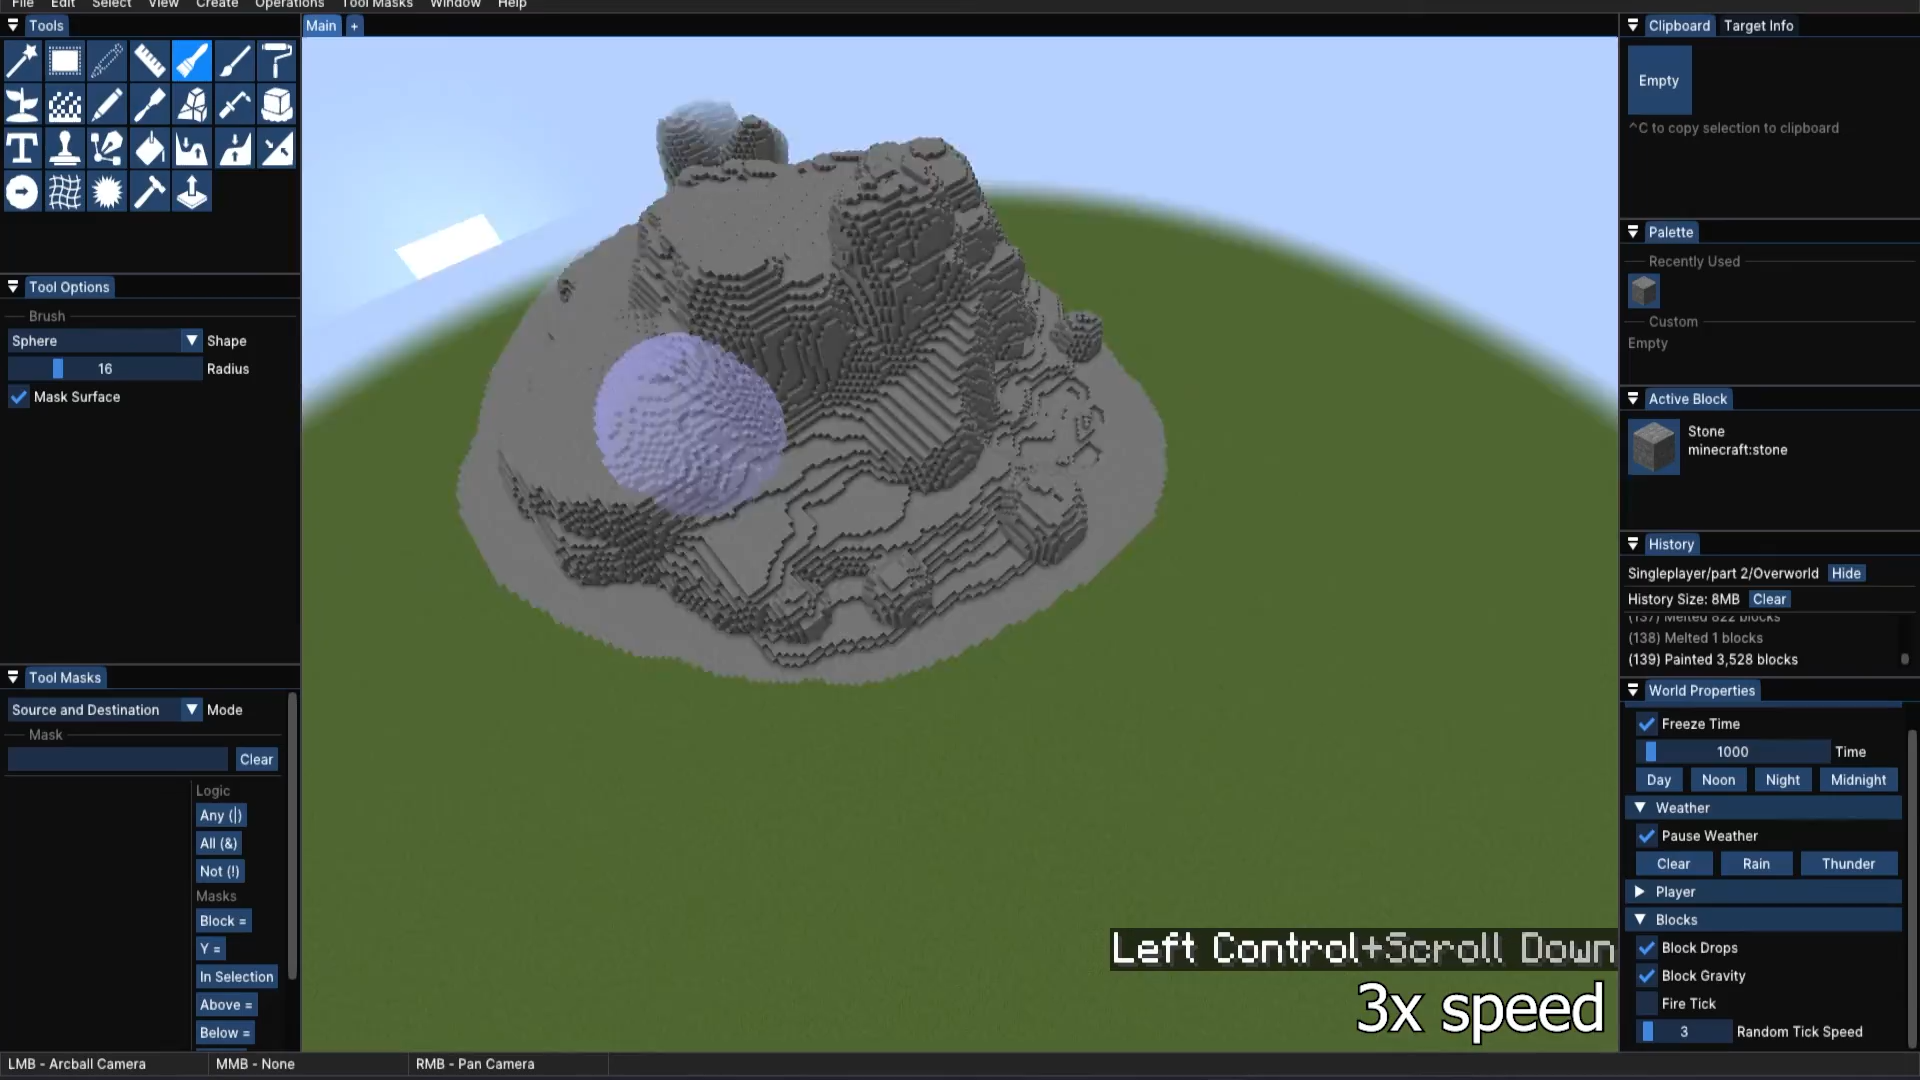 File Edit Select View Create Operations Tool Masks Window Help
Tools
Main +
Clipboard Target Info
Empty
^C to copy selection to clipboard
Palette
Recently Used
Custom
Empty
Tool Options
Brush
Sphere Shape
16 Radius
Mask Surface
Active Block
Stone
minecraft:stone
History
Singleplayer/part 2/Overworld Hide
History Size: 8MB Clear
(137) Melted 822 blocks
(138) Melted 1 blocks
(139) Painted 3,528 blocks
Tool Masks
Source and Destination Mode
Mask
Clear
Logic
Any (|)
All (&)
Not (!)
Masks
Block =
Y =
In Selection
Above =
Below =
World Properties
Freeze Time
1000 Time
Day Noon Night Midnight
Weather
Pause Weather
Clear Rain Thunder
Player
Blocks
Block Drops
Block Gravity
Fire Tick
3 Random Tick Speed
Left Control+Scroll Down
3x speed
LMB - Arcball Camera MMB - None RMB - Pan Camera